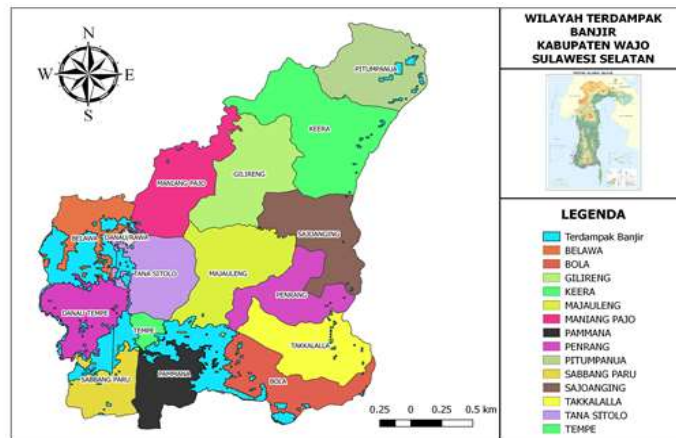 WILAYAH TERDAMPAK
BANJIR
KABUPATEN WAJO
SULAWESI SELATAN
N
W E
S
PITUMPANUA
KEERA
MANIANG PAJO
GILIRENG
SAJOANGING
BELAWA
DANAU/RAWA
TANA SITOLO
MAJAULENG
PENRANG
DANAU TEMPE
TEMPE
TAKKALALLA
SABBANG PARU
PAMMANA
BOLA
0.25 0 0.25 0.5 km
LEGENDA
Terdampak Banjir
BELAWA
BOLA
GILIRENG
KEERA
MAJAULENG
MANIANG PAJO
PAMMANA
PENRANG
PITUMPANUA
SABBANG PARU
SAJOANGING
TAKKALALLA
TANA SITOLO
TEMPE